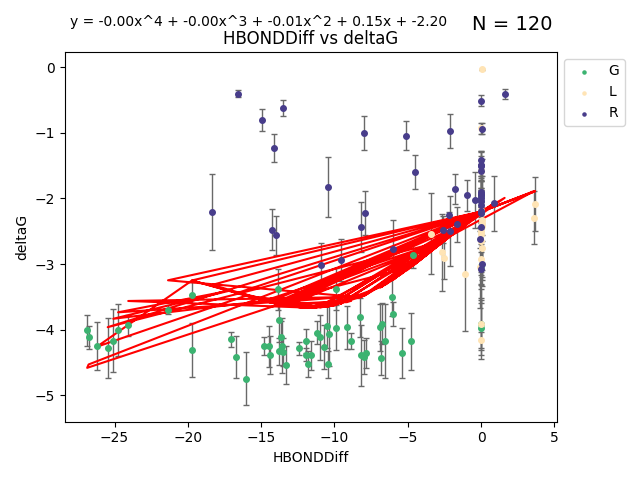 y = -0.00x^4 + -0.00x^3 + -0.01x^2 + 0.15x + -2.20
N = 120
HBONDDiff vs deltaG
G
L
R
deltaG
0
−1
−2
−3
−4
−5
−25 −20 −15 −10 −5 0 5
HBONDDiff